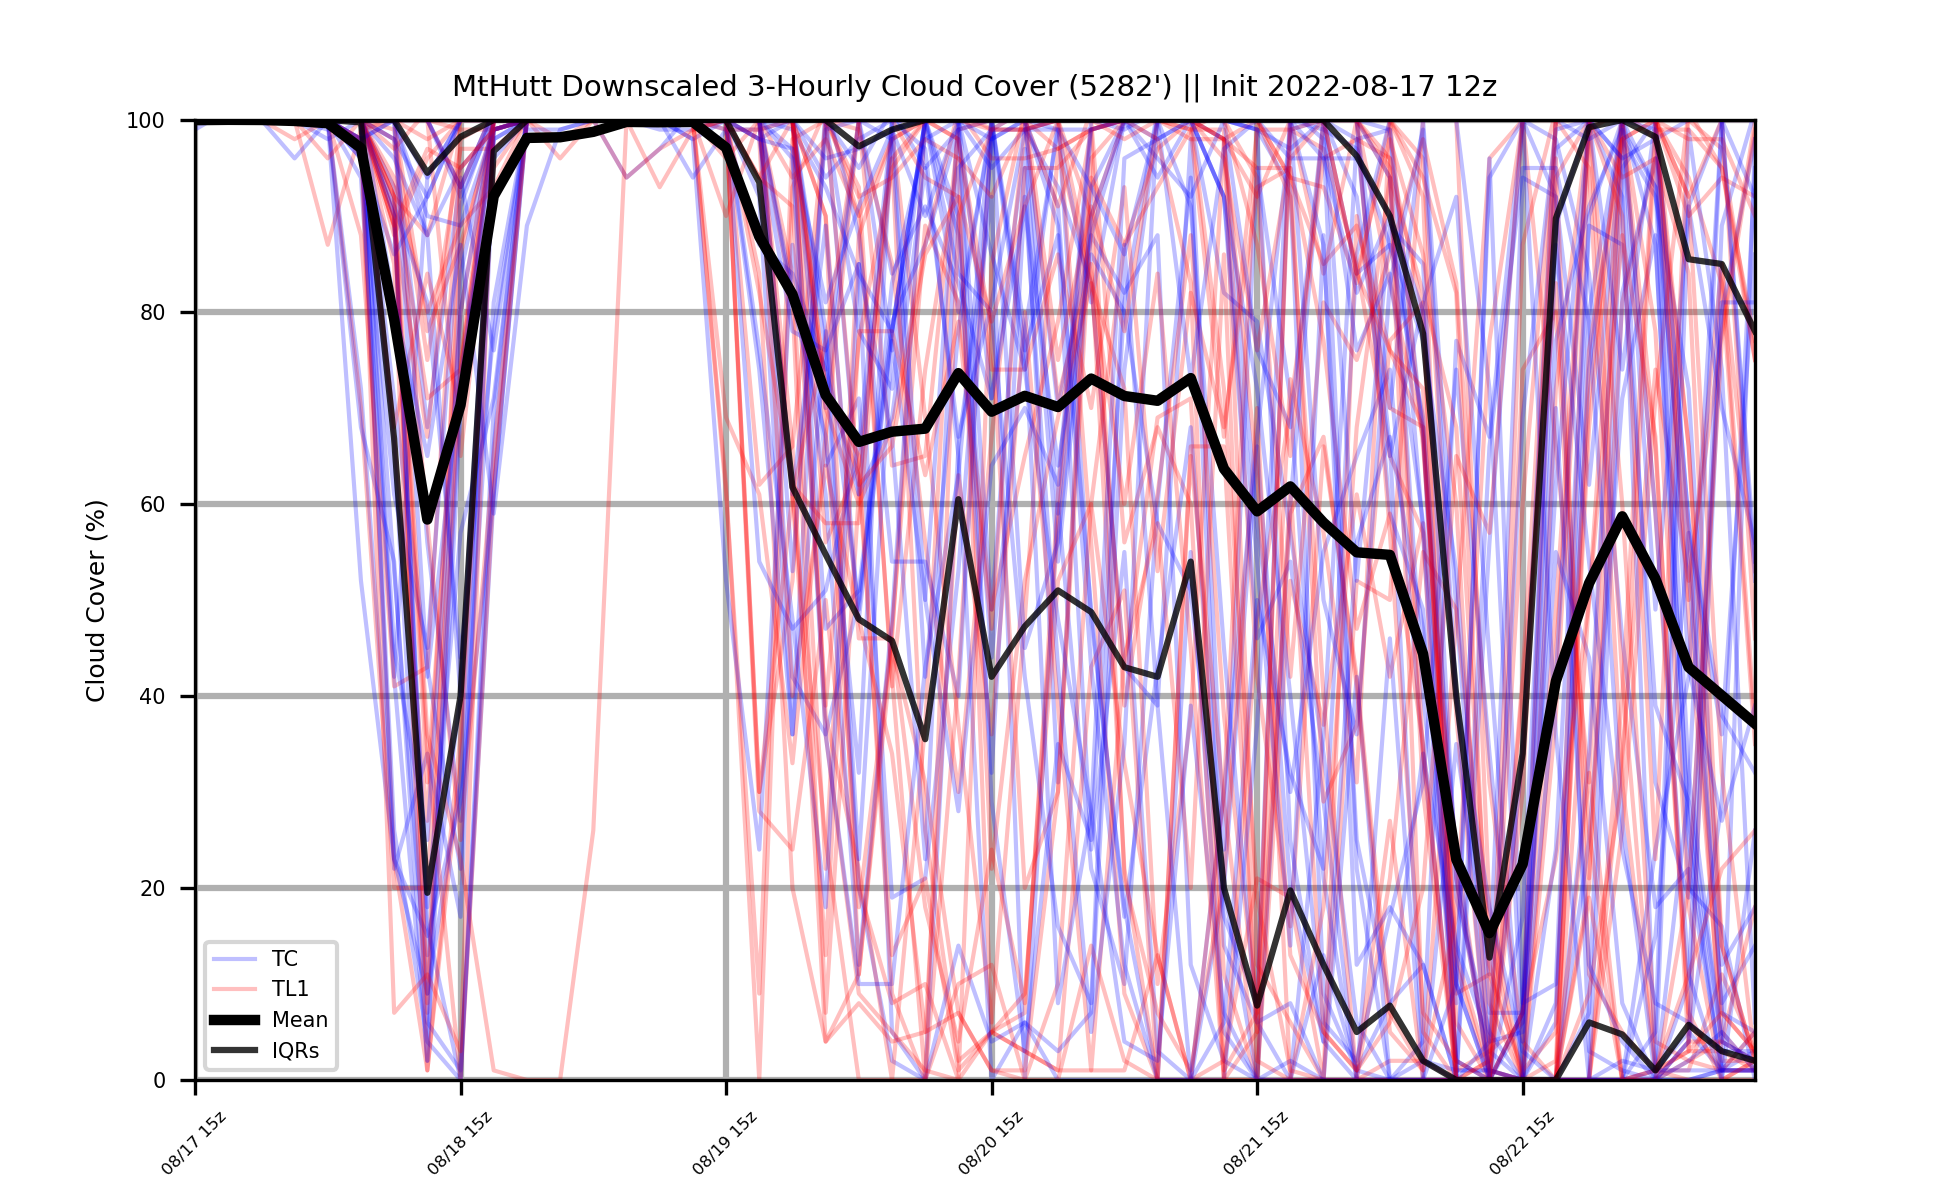 MtHutt Downscaled 3-Hourly Cloud Cover (5282') || Init 2022-08-17 12z
Cloud Cover (%)
100
80
60
40
20
0
TC
TL1
Mean
IQRs
08/17 15z
08/18 15z
08/19 15z
08/20 15z
08/21 15z
08/22 15z